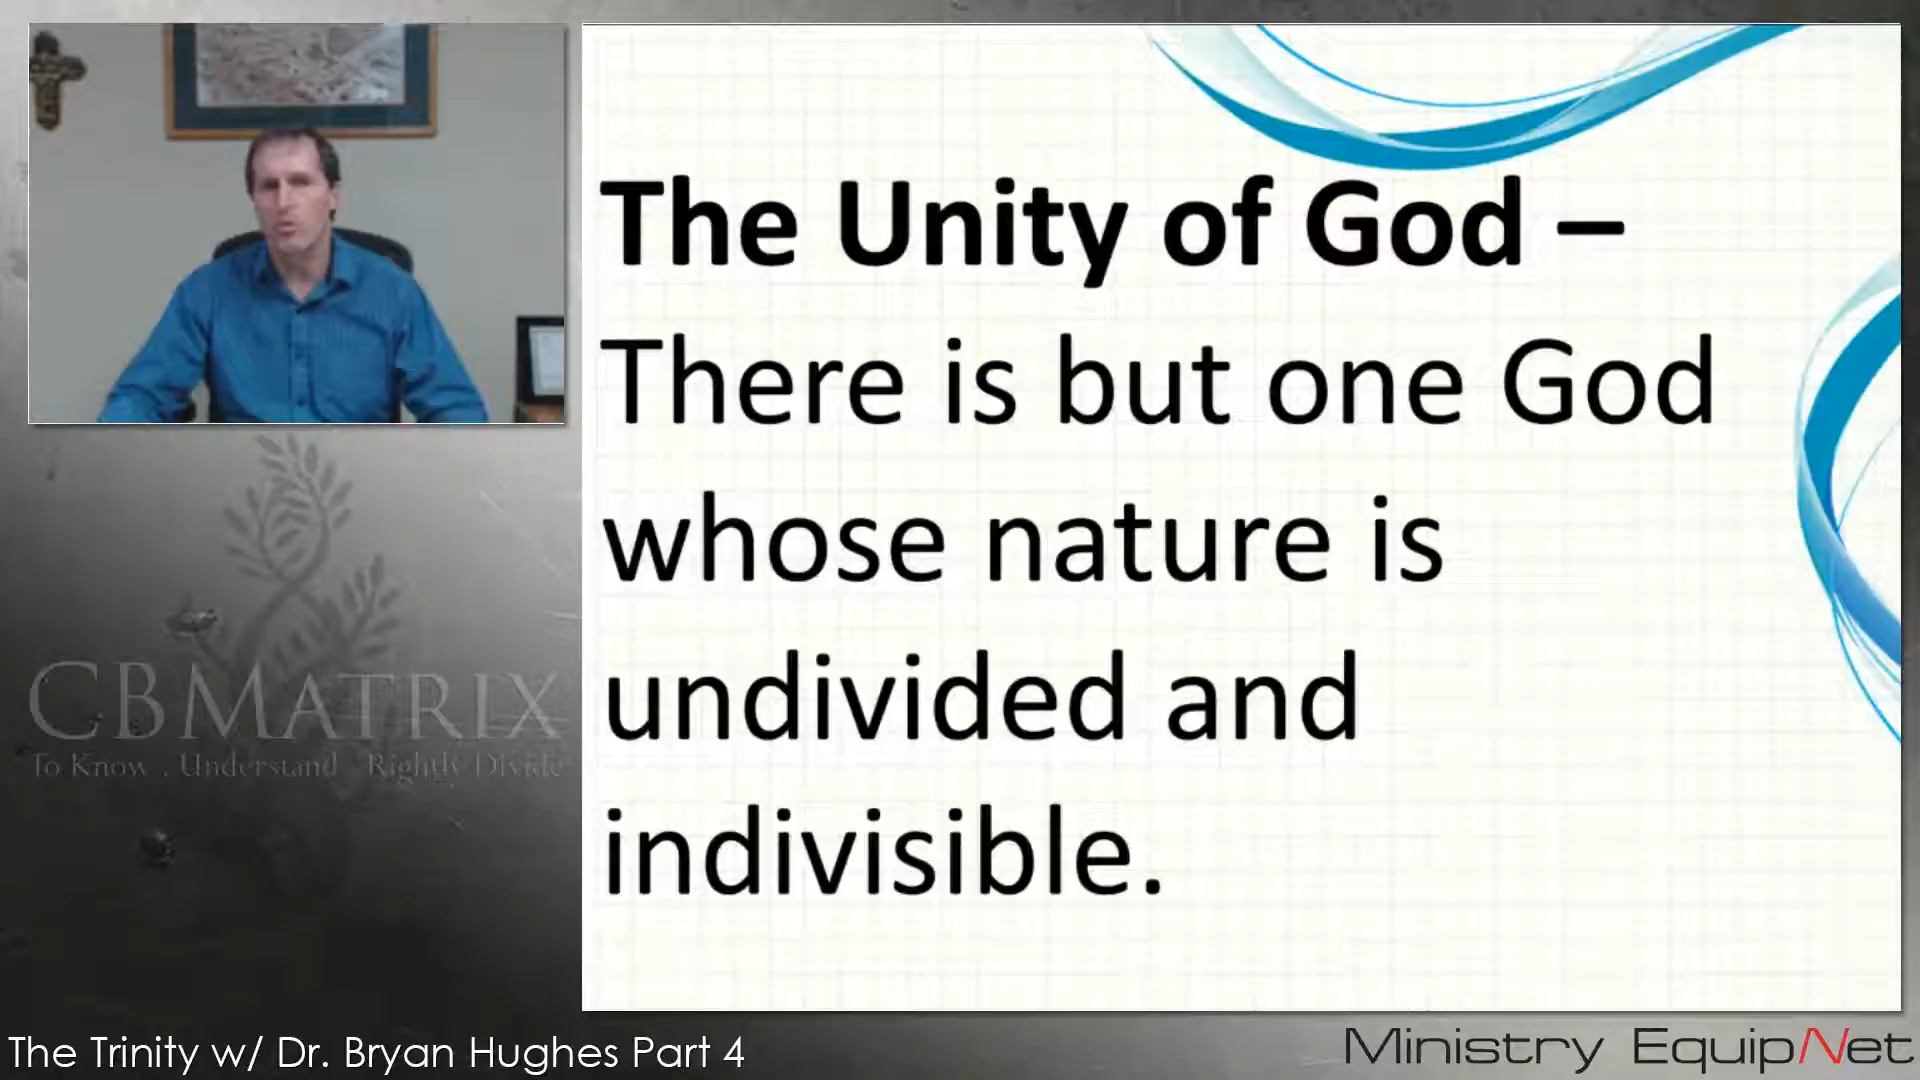 The Unity of God –
There is but one God
whose nature is
undivided and
indivisible.
CBMATRIX
To Know . Understand . Rightly Divide
The Trinity w/ Dr. Bryan Hughes Part 4
Ministry EquipNet